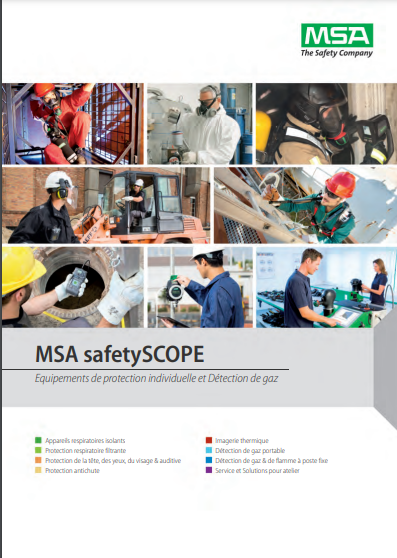 MSA
The Safety Company
MSA safetySCOPE
Equipements de protection individuelle et Détection de gaz
Appareils respiratoires isolants
Protection respiratoire filtrante
Protection de la tête, des yeux, du visage & auditive
Protection antichute
Imagerie thermique
Détection de gaz portable
Détection de gaz & de flamme à poste fixe
Service et Solutions pour atelier